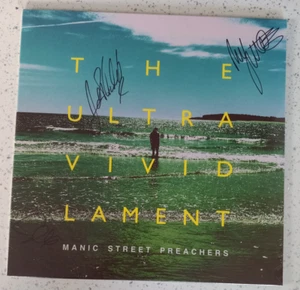 THE
ULTRA
VIVID
LAMENT
MANIC STREET PREACHERS